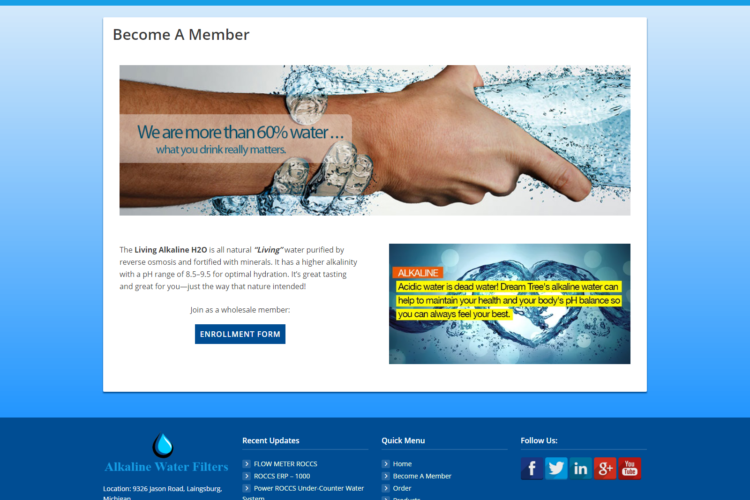 Become A Member
We are more than 60% water...
what you drink really matters.
The Living Alkaline H2O is all natural "Living" water purified by
reverse osmosis and fortified with minerals. It has a higher alkalinity
with a pH range of 8.5–9.5 for optimal hydration. It's great tasting
and great for you—just the way that nature intended!
Join as a wholesale member:
ENROLLMENT FORM
ALKALINE
Acidic water is dead water! Dream Tree's alkaline water can
help to maintain your health and your body's pH balance so
you can always feel your best.
Alkaline Water Filters
Location: 9326 Jason Road, Laingsburg,
Michigan
Recent Updates
FLOW METER ROCCS
ROCCS ERP – 1000
Power ROCCS Under-Counter Water
System
Quick Menu
Home
Become A Member
Order
Products
Follow Us:
f
in
g+
You
Tube